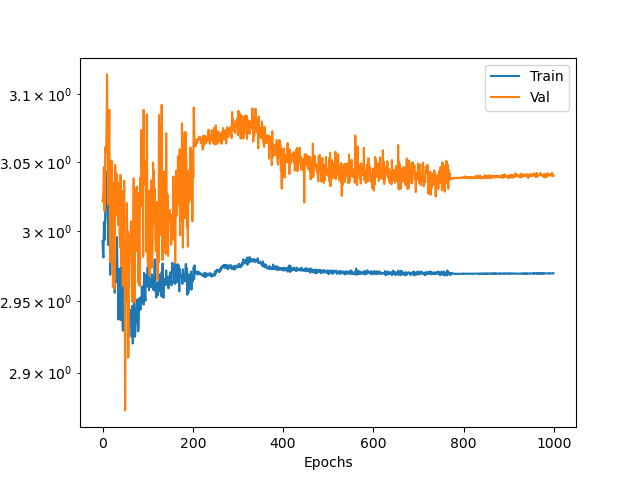 Train
Val
3.1 × 10⁰
3.05 × 10⁰
3 × 10⁰
2.95 × 10⁰
2.9 × 10⁰
0 200 400 600 800 1000
Epochs